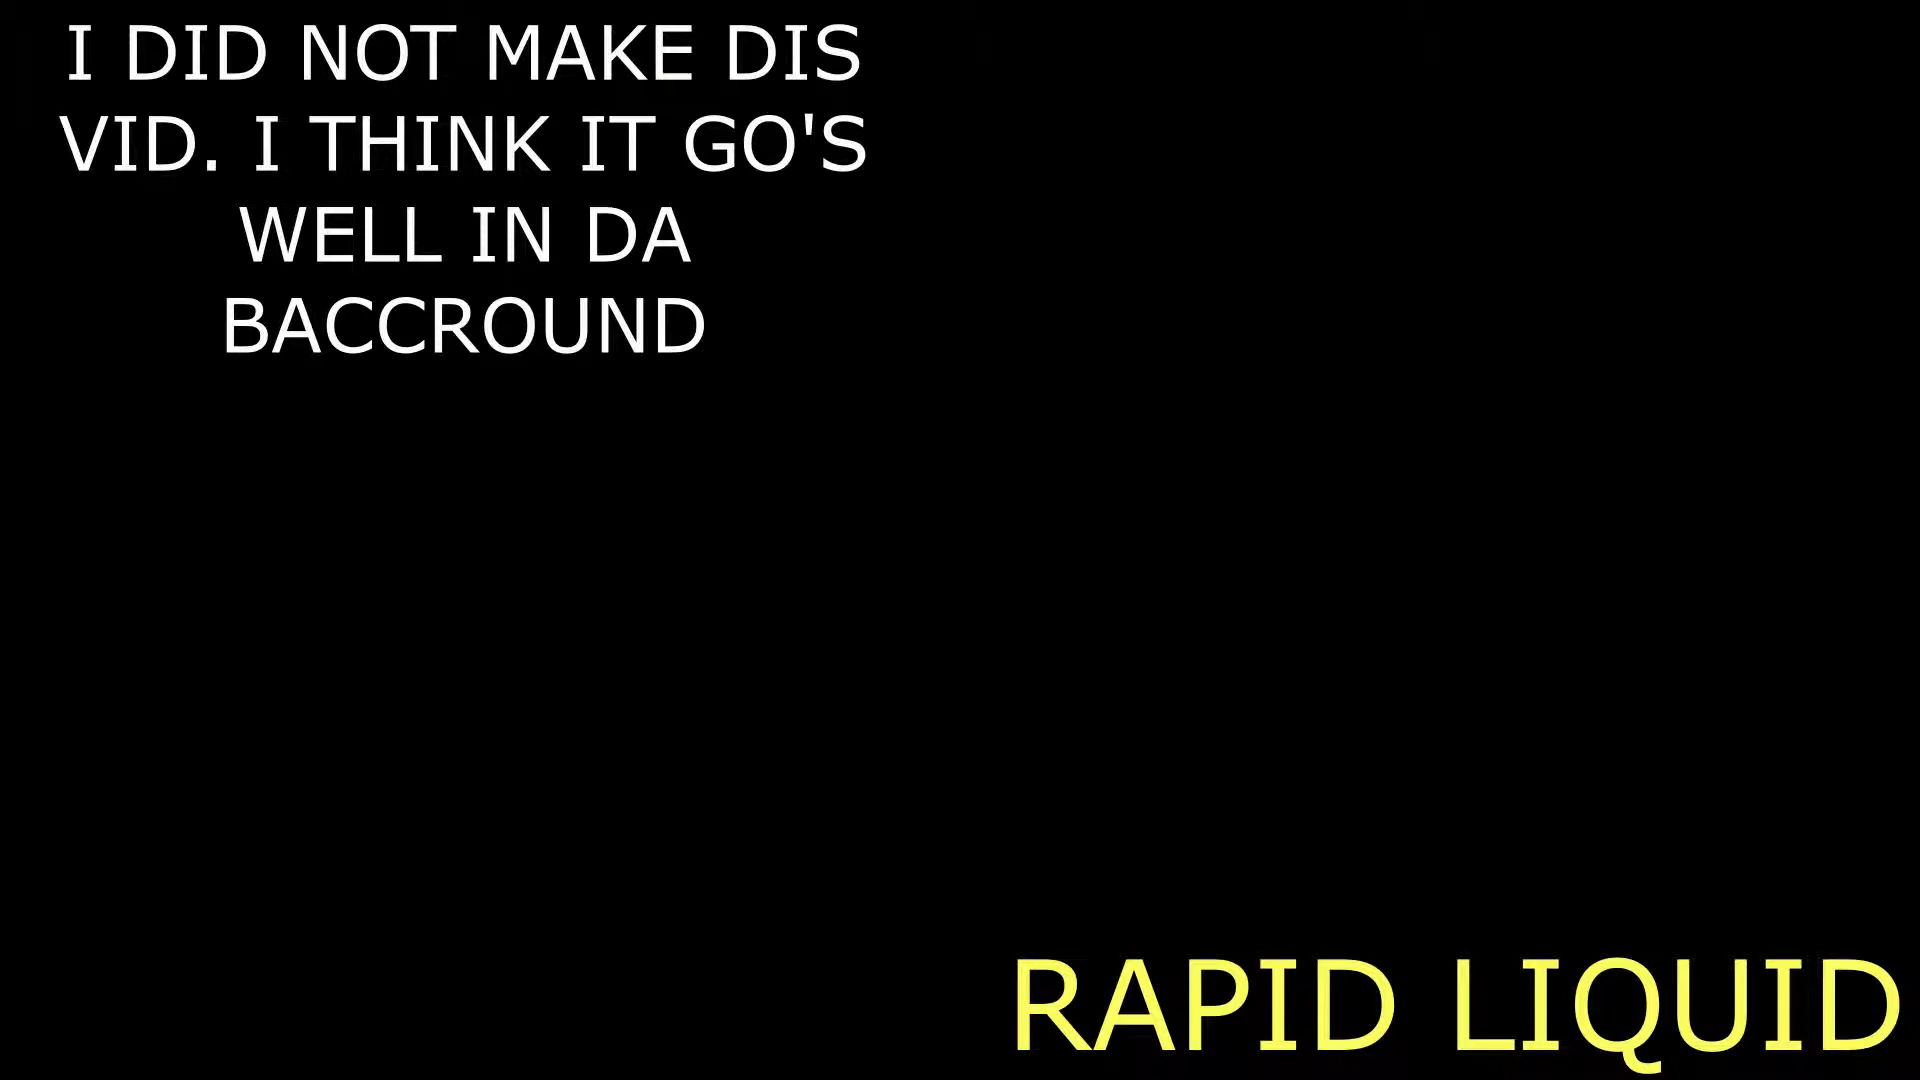 I DID NOT MAKE DIS
VID. I THINK IT GO'S
WELL IN DA
BACCROUND
RAPID LIQUID